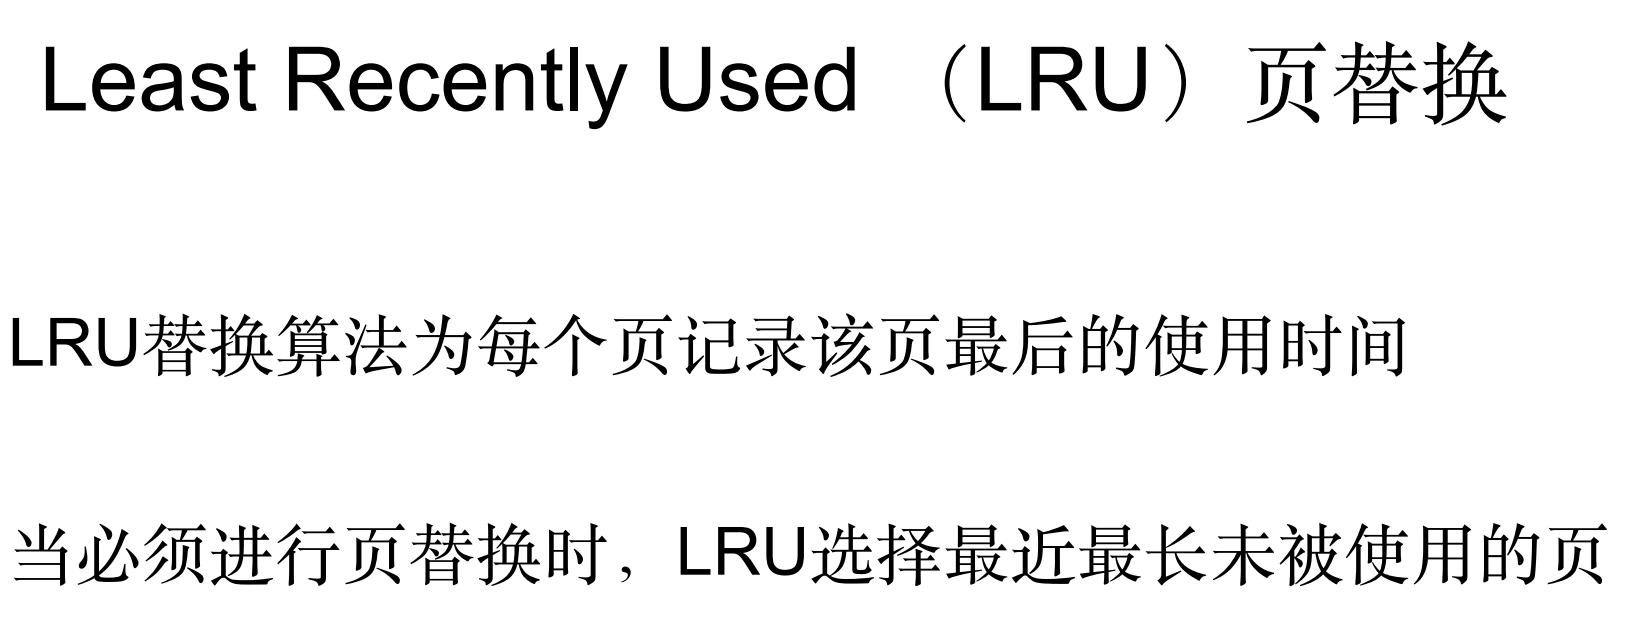 Least Recently Used （LRU）页替换
LRU替换算法为每个页记录该页最后的使用时间
当必须进行页替换时，LRU选择最近最长未被使用的页